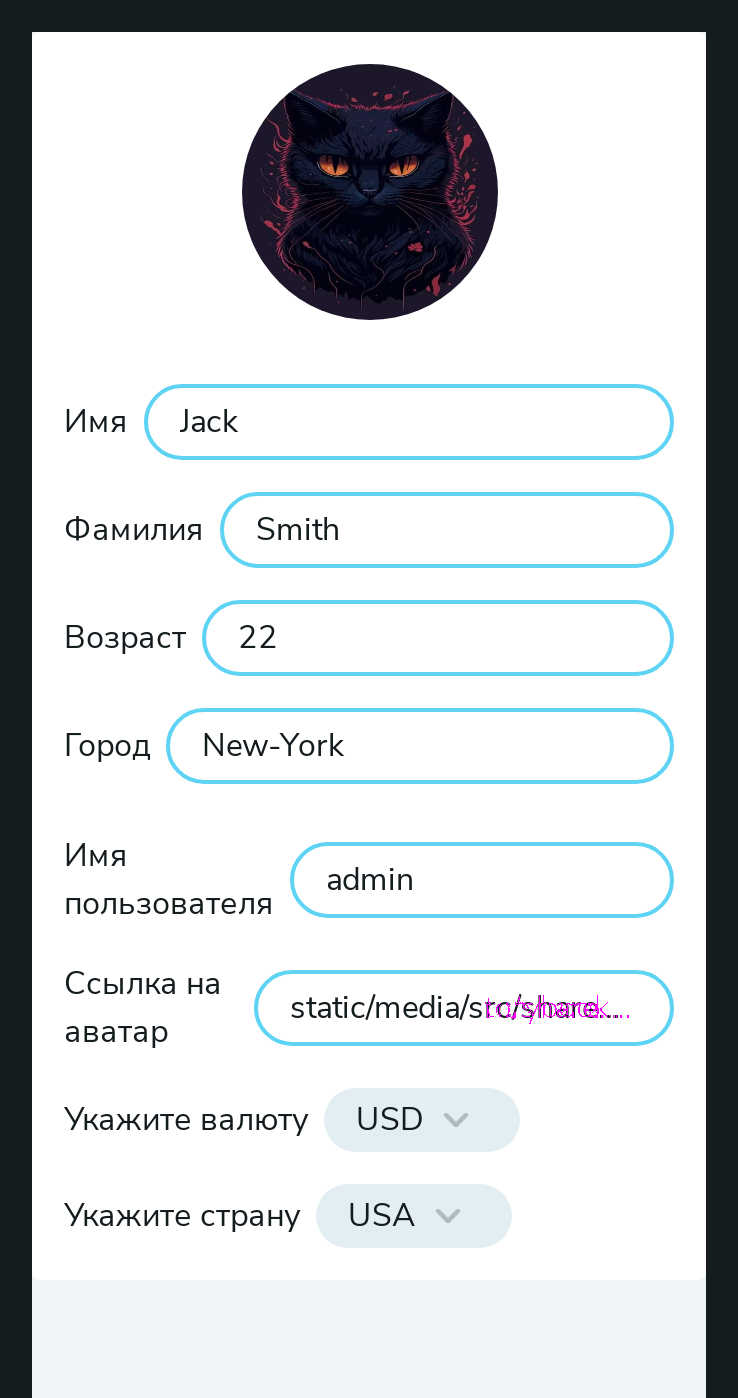 Имя Jack
Фамилия Smith
Возраст 22
Город New-York
Имя
пользователя
admin
Ссылка на
аватар
static/media/src/share...
Укажите валюту USD
Укажите страну USA